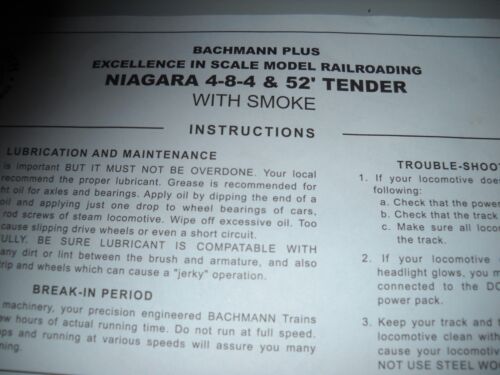 BACHMANN PLUS
EXCELLENCE IN SCALE MODEL RAILROADING
NIAGARA 4-8-4 & 52' TENDER
WITH SMOKE
INSTRUCTIONS
LUBRICATION AND MAINTENANCE
is important BUT IT MUST NOT BE OVERDONE. Your local
recommend the proper lubricant. Grease is recommended for
ht oil for axles and bearings. Apply oil by dipping the end of a
oil and applying just one drop to wheel bearings of cars,
rod screws of steam locomotive. Wipe off excessive oil. Too
cause slipping drive wheels or even a short circuit.
FULLY. BE SURE LUBRICANT IS COMPATABLE WITH
any dirt or lint between the brush and armature, and also
drip and wheels which can cause a "jerky" operation.
BREAK-IN PERIOD
machinery, your precision engineered BACHMANN Trains
ew hours of actual running time. Do not run at full speed.
ops and running at various speeds will assure you many
ning.
TROUBLE-SHOOT
1. If your locomotive does
following:
a. Check that the power
b. Check that the track
c. Make sure all loco
the track.
2. If your locomotive
headlight glows, you m
connected to the DC
power pack.
3. Keep your track and
locomotive clean with
cause your locomotive
NOT USE STEEL WO